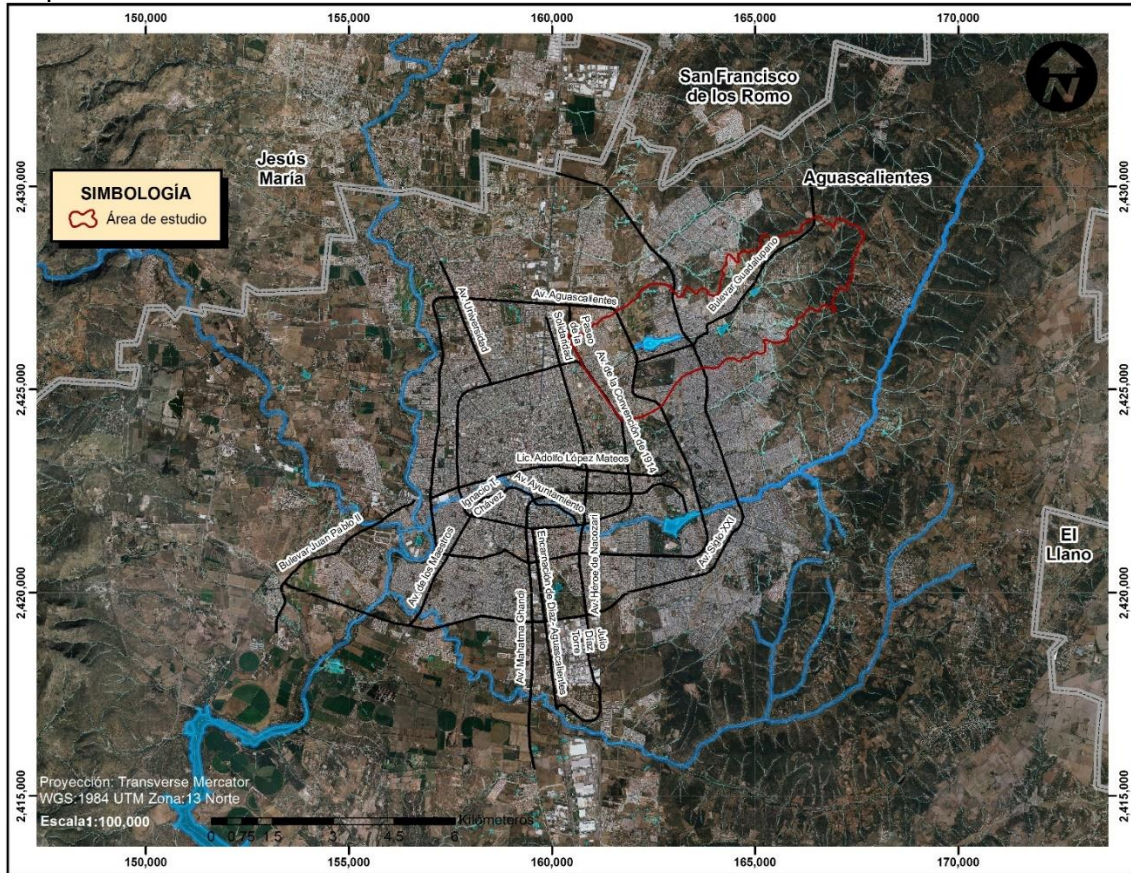 150,000
155,000
160,000
165,000
170,000
2,430,000
2,425,000
2,420,000
2,415,000
San Francisco
de los Romo
Jesús
María
Aguascalientes
SIMBOLOGÍA
Área de estudio
N
Bulevar Guadalupano
Av. Aguascalientes
Av. Universidad
Paseo
de la
Solidaridad
Av. de la Convención de 1914
Lic. Adolfo López Mateos
Av. Ayuntamiento
Ignacio T.
Chávez
Bulevar Juan Pablo II
Av. de los Maestros
Av. Siglo XXI
El
Llano
Av. Mahatma Ghandi
Encarnación de Díaz- Aguascalientes
Av. Héroe de Nacozari
Julio
Díaz
Torre
Proyección: Transverse Mercator
WGS:1984 UTM Zona:13 Norte
Escala1:100,000
0 0.75 1.5 3 4.5 6 Kilómeteros
2,430,000
2,425,000
2,420,000
2,415,000
150,000
155,000
160,000
165,000
170,000